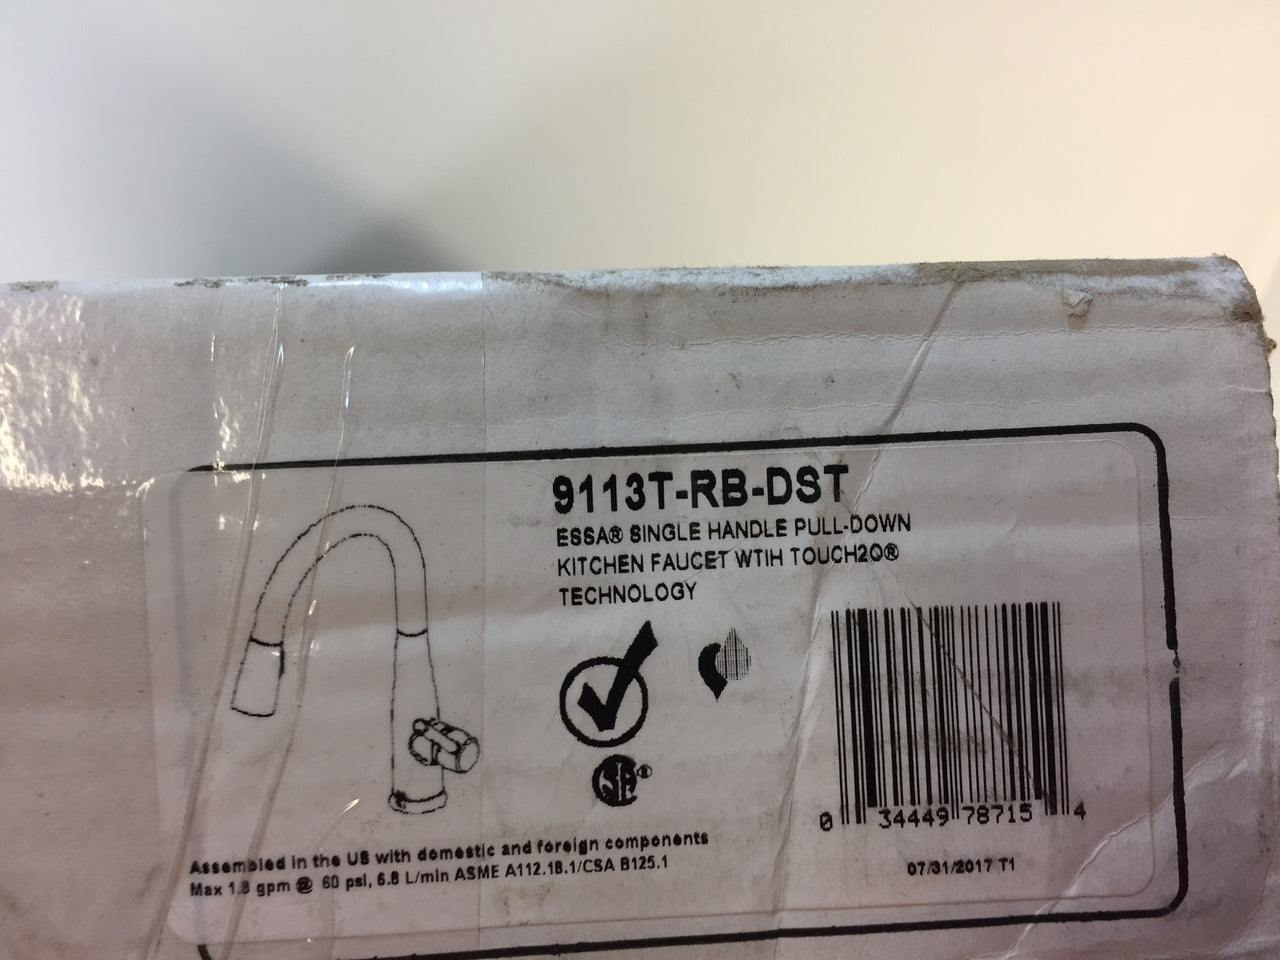 9113T-RB-DST
ESSA® SINGLE HANDLE PULL-DOWN
KITCHEN FAUCET WTIH TOUCH2O®
TECHNOLOGY
SA®
0 34449 78715 4
Assembled in the US with domestic and foreign components
Max 1.8 gpm @ 60 psi, 6.8 L/min ASME A112.18.1/CSA B125.1
07/31/2017 T1